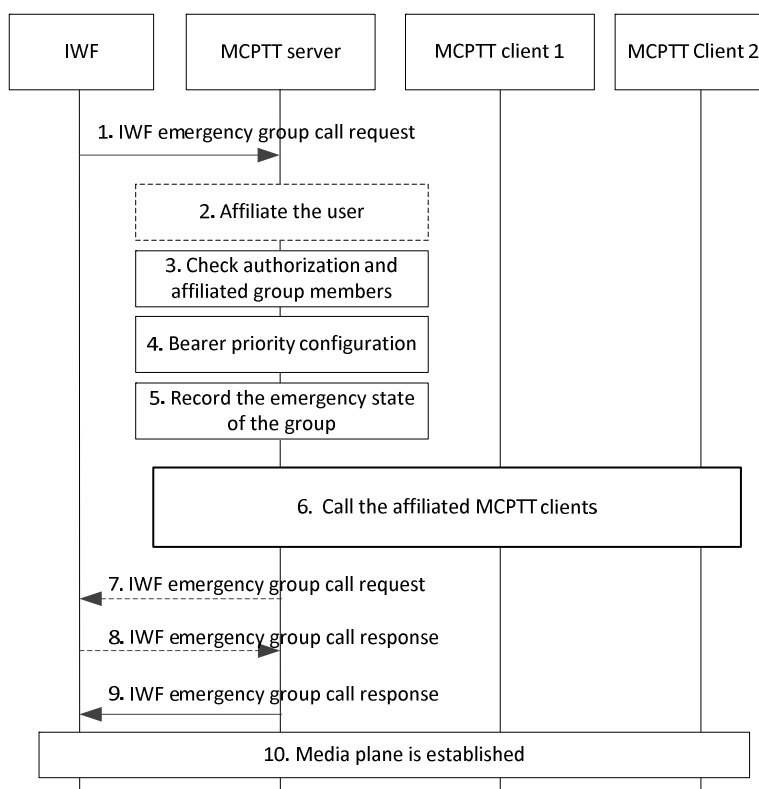 IWF
MCPTT server
MCPTT client 1
MCPTT Client 2
1. IWF emergency group call request
2. Affiliate the user
3. Check authorization and
affiliated group members
4. Bearer priority configuration
5. Record the emergency state
of the group
6. Call the affiliated MCPTT clients
7. IWF emergency group call request
8. IWF emergency group call response
9. IWF emergency group call response
10. Media plane is established